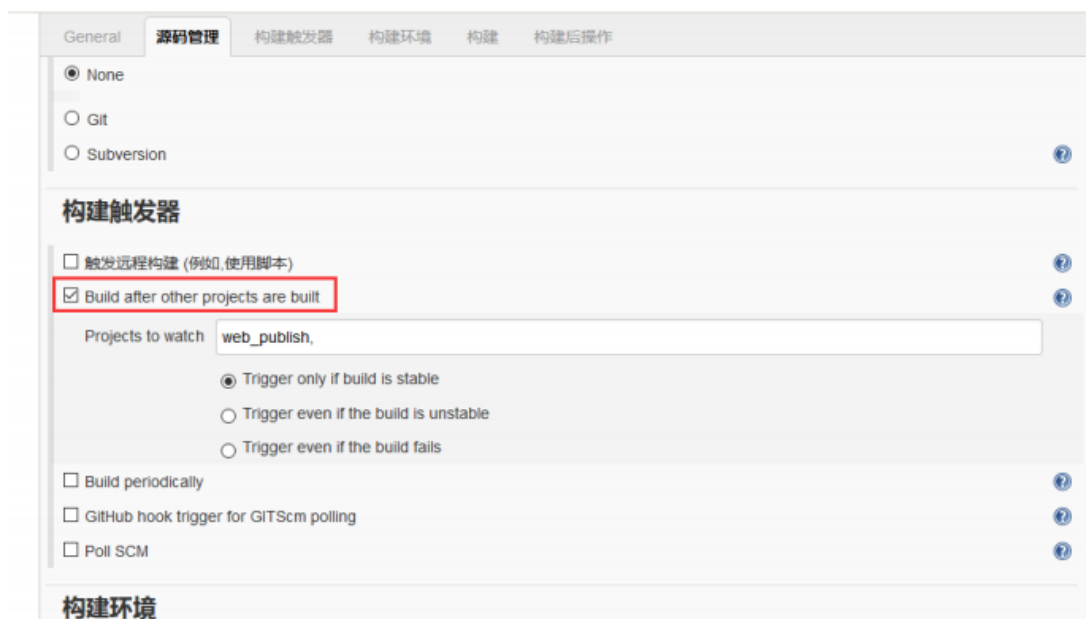 General 源码管理 构建触发器 构建环境 构建 构建后操作
None
Git
Subversion
构建触发器
触发远程构建 (例如,使用脚本)
Build after other projects are built
Projects to watch web_publish,
Trigger only if build is stable
Trigger even if the build is unstable
Trigger even if the build fails
Build periodically
GitHub hook trigger for GITScm polling
Poll SCM
构建环境